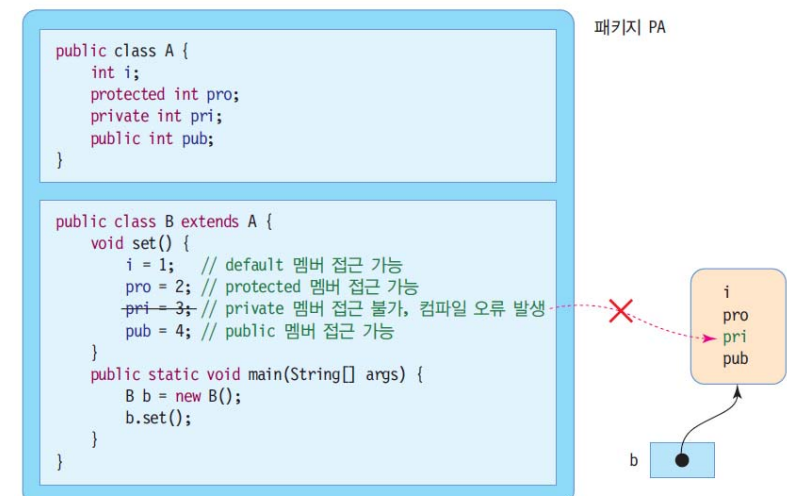 패키지 PA
public class A {
int i;
protected int pro;
private int pri;
public int pub;
}
public class B extends A {
void set() {
i = 1; // default 멤버 접근 가능
pro = 2; // protected 멤버 접근 가능
pri = 3; // private 멤버 접근 불가, 컴파일 오류 발생
pub = 4; // public 멤버 접근 가능
}
public static void main(String[] args) {
B b = new B();
b.set();
}
}
i
pro
pri
pub
b